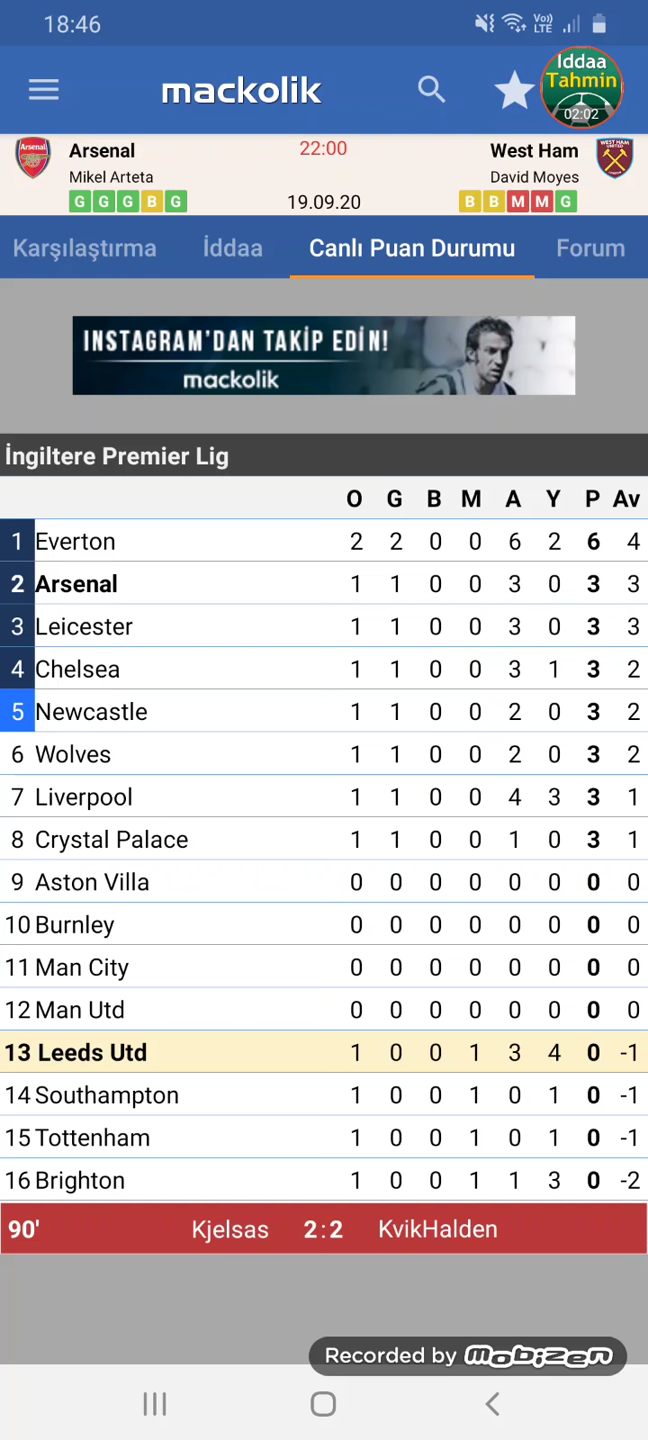 18:46
Vo))
LTE
mackolik
Iddaa
Tahmin
02:02
Arsenal 22:00 West Ham
Mikel Arteta David Moyes
G G G B G 19.09.20 B B M M G
Karşılaştırma İddaa Canlı Puan Durumu Forum
INSTAGRAM'DAN TAKİP EDİN!
mackolik
İngiltere Premier Lig
O G B M A Y P Av
1 Everton 2 2 0 0 6 2 6 4
2 Arsenal 1 1 0 0 3 0 3 3
3 Leicester 1 1 0 0 3 0 3 3
4 Chelsea 1 1 0 0 3 1 3 2
5 Newcastle 1 1 0 0 2 0 3 2
6 Wolves 1 1 0 0 2 0 3 2
7 Liverpool 1 1 0 0 4 3 3 1
8 Crystal Palace 1 1 0 0 1 0 3 1
9 Aston Villa 0 0 0 0 0 0 0 0
10 Burnley 0 0 0 0 0 0 0 0
11 Man City 0 0 0 0 0 0 0 0
12 Man Utd 0 0 0 0 0 0 0 0
13 Leeds Utd 1 0 0 1 3 4 0 -1
14 Southampton 1 0 0 1 0 1 0 -1
15 Tottenham 1 0 0 1 0 1 0 -1
16 Brighton 1 0 0 1 1 3 0 -2
90' Kjelsas 2:2 KvikHalden
Recorded by mobizen